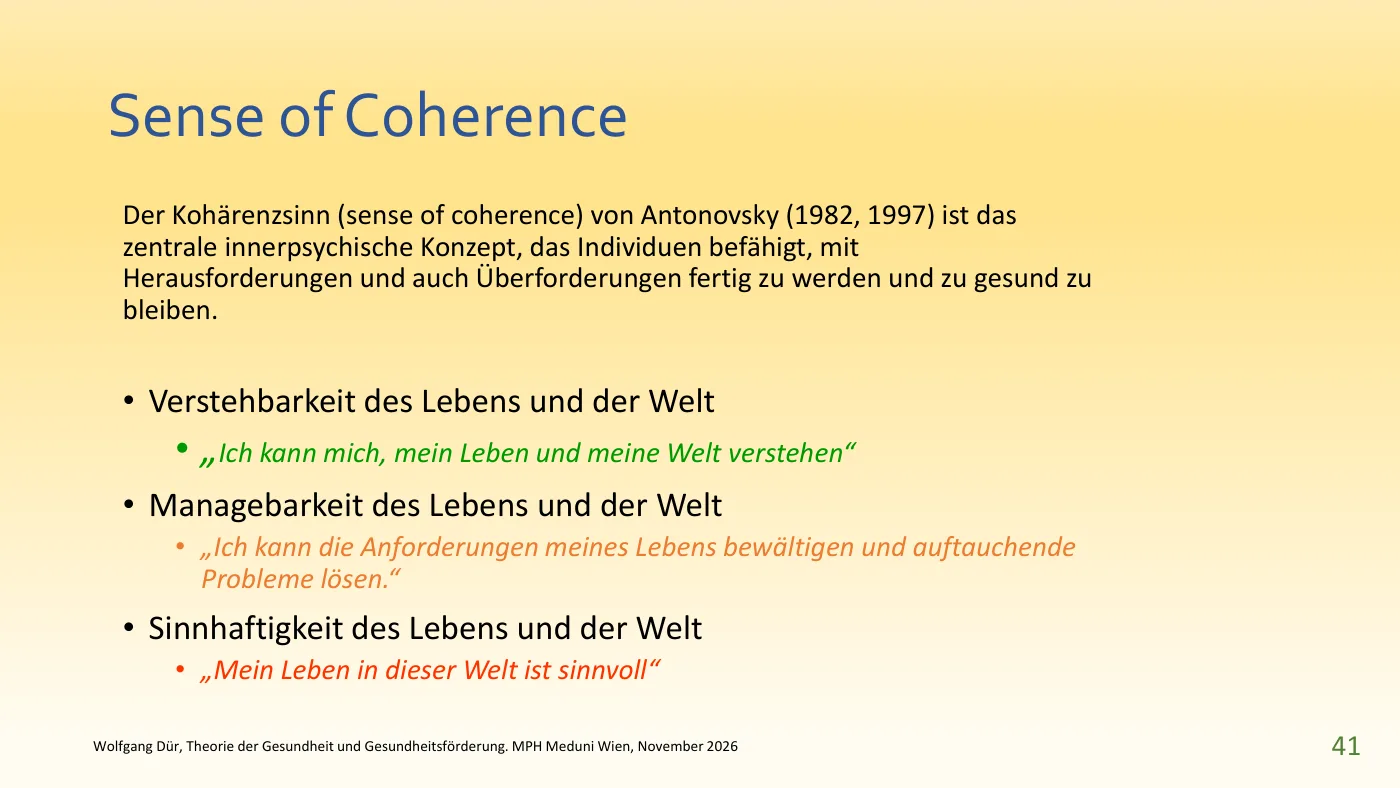 Sense of Coherence
Der Kohärenzsinn (sense of coherence) von Antonovsky (1982, 1997) ist das
zentrale innerpsychische Konzept, das Individuen befähigt, mit
Herausforderungen und auch Überforderungen fertig zu werden und zu gesund zu
bleiben.
• Verstehbarkeit des Lebens und der Welt
• „Ich kann mich, mein Leben und meine Welt verstehen“
• Managebarkeit des Lebens und der Welt
• „Ich kann die Anforderungen meines Lebens bewältigen und auftauchende
Probleme lösen.“
• Sinnhaftigkeit des Lebens und der Welt
• „Mein Leben in dieser Welt ist sinnvoll“
Wolfgang Dür, Theorie der Gesundheit und Gesundheitsförderung. MPH Meduni Wien, November 2026
41